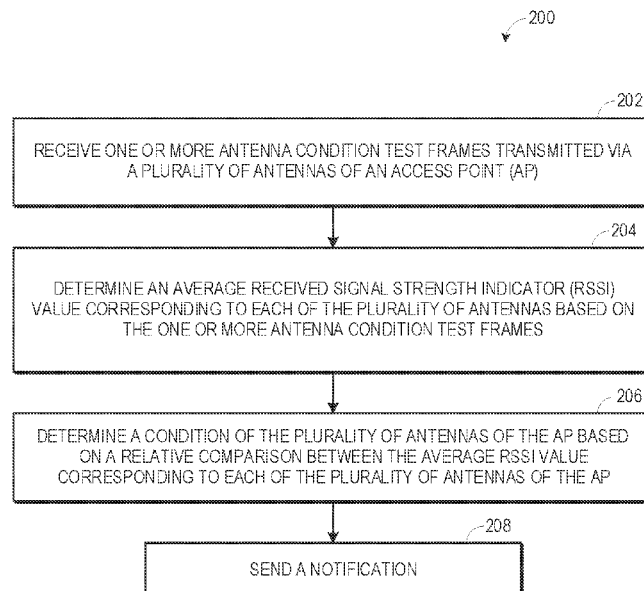 200
202
RECEIVE ONE OR MORE ANTENNA CONDITION TEST FRAMES TRANSMITTED VIA
A PLURALITY OF ANTENNAS OF AN ACCESS POINT (AP)
204
DETERMINE AN AVERAGE RECEIVED SIGNAL STRENGTH INDICATOR (RSSI)
VALUE CORRESPONDING TO EACH OF THE PLURALITY OF ANTENNAS BASED ON
THE ONE OR MORE ANTENNA CONDITION TEST FRAMES
206
DETERMINE A CONDITION OF THE PLURALITY OF ANTENNAS OF THE AP BASED
ON A RELATIVE COMPARISON BETWEEN THE AVERAGE RSSI VALUE
CORRESPONDING TO EACH OF THE PLURALITY OF ANTENNAS OF THE AP
208
SEND A NOTIFICATION